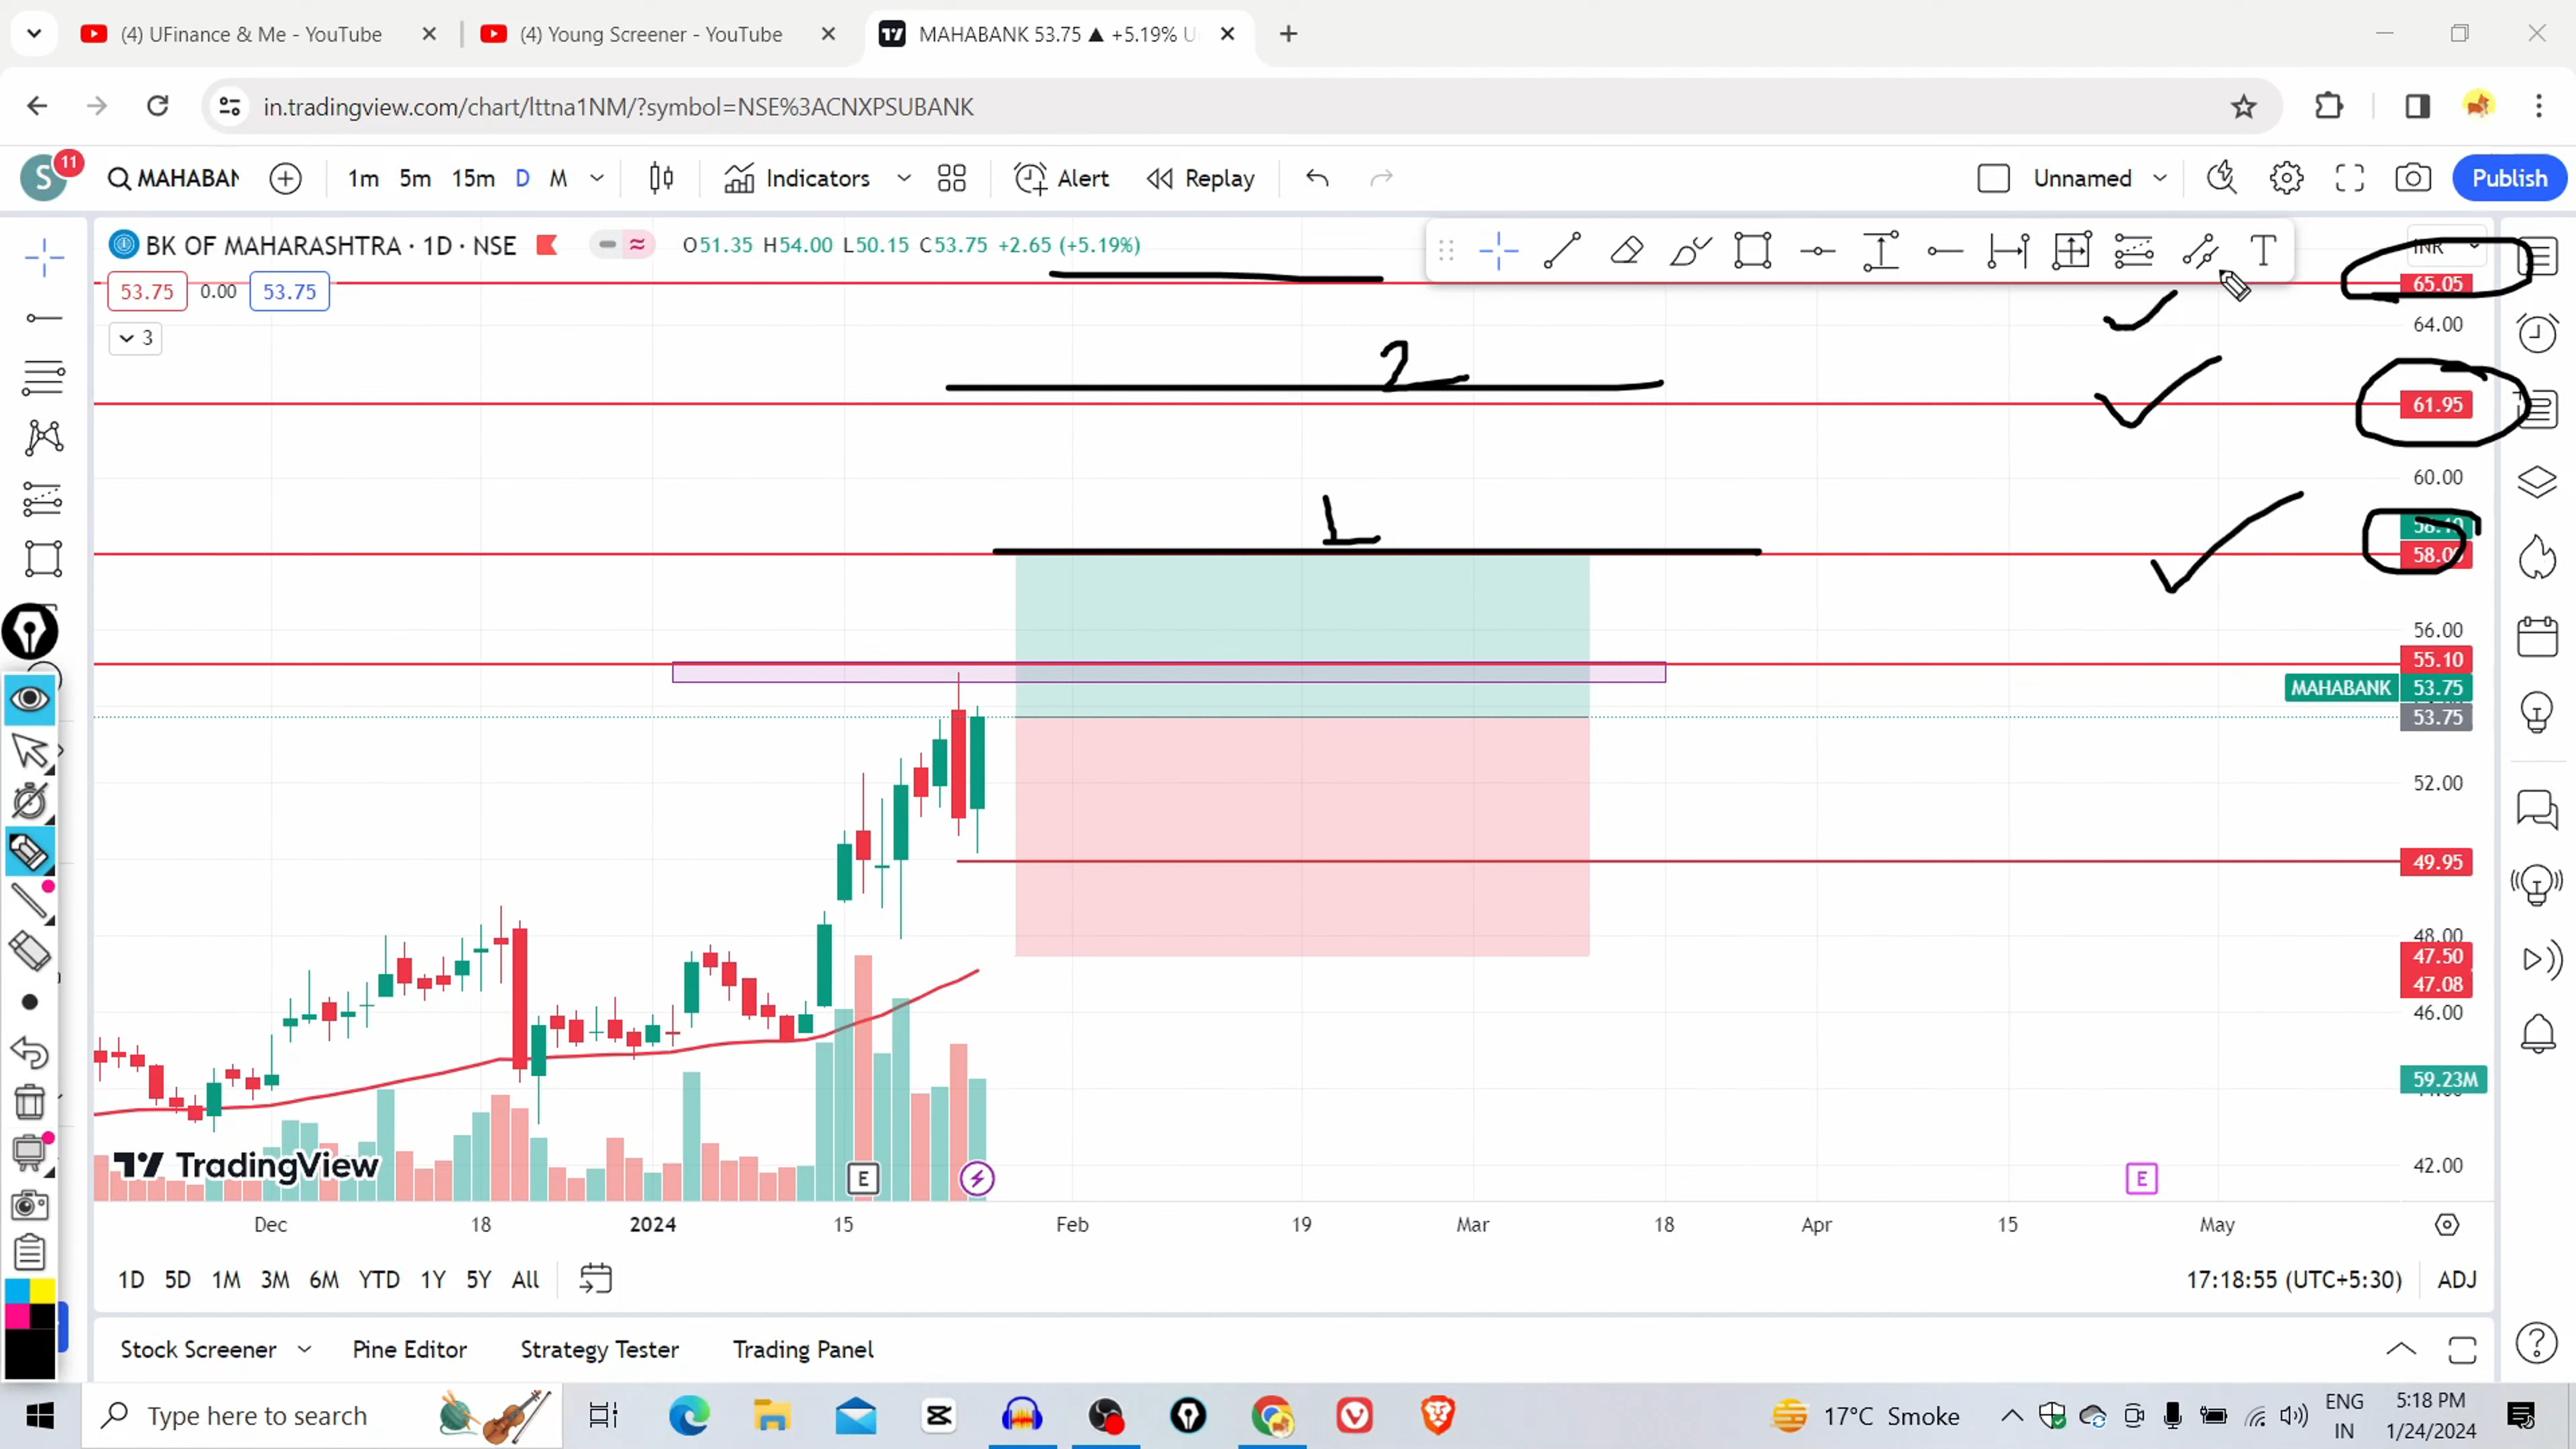 (4) UFinance & Me - YouTube
(4) Young Screener - YouTube
MAHABANK 53.75 ▲ +5.19% U
in.tradingview.com/chart/lttna1NM/?symbol=NSE%3ACNXPSUBANK
S 11
MAHABAN 1m 5m 15m D M Indicators Alert Replay Unnamed Publish
BK OF MAHARASHTRA · 1D · NSE O51.35 H54.00 L50.15 C53.75 +2.65 (+5.19%)
INR
53.75 0.00 53.75
65.05
3
64.00
2
61.95
60.00
1
58.10
58.00
56.00
55.10
MAHABANK 53.75
53.75
52.00
49.95
48.00
47.50
47.08
46.00
59.23M
TradingView
E
E
42.00
Dec 18 2024 15 Feb 19 Mar 18 Apr 15 May
1D 5D 1M 3M 6M YTD 1Y 5Y All
17:18:55 (UTC+5:30) ADJ
Stock Screener Pine Editor Strategy Tester Trading Panel
Type here to search
17°C Smoke
ENG
IN
5:18 PM
1/24/2024